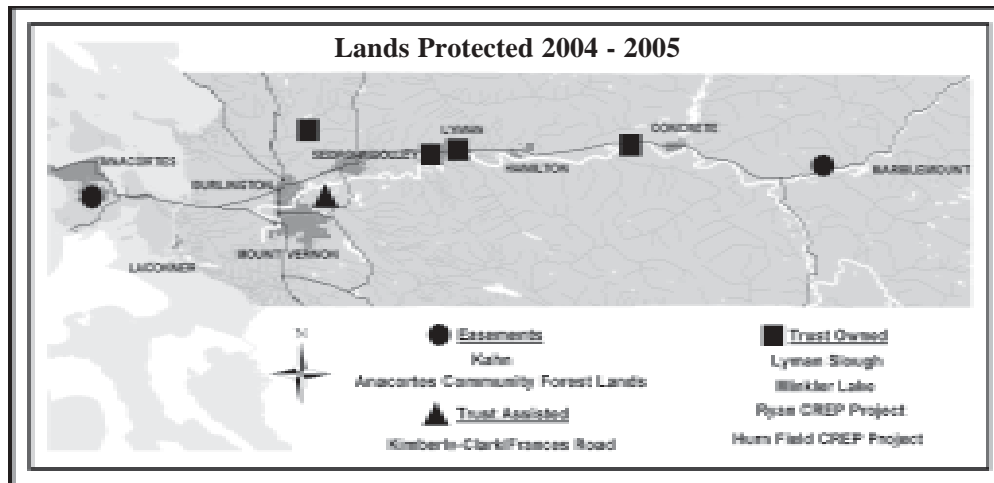 Lands Protected 2004 - 2005
LYMAN
CONCRETE
ANACORTES
SEDRO WOOLLEY
HAMILTON
MARBLEMOUNT
BURLINGTON
MOUNT VERNON
LACONNER
N
Easements
Kahn
Anacortes Community Forest Lands
Trust Assisted
Kimberly-Clark/Frances Road
Trust Owned
Lyman Slough
Minkler Lake
Ryan CREP Project
Hurn Field CREP Project